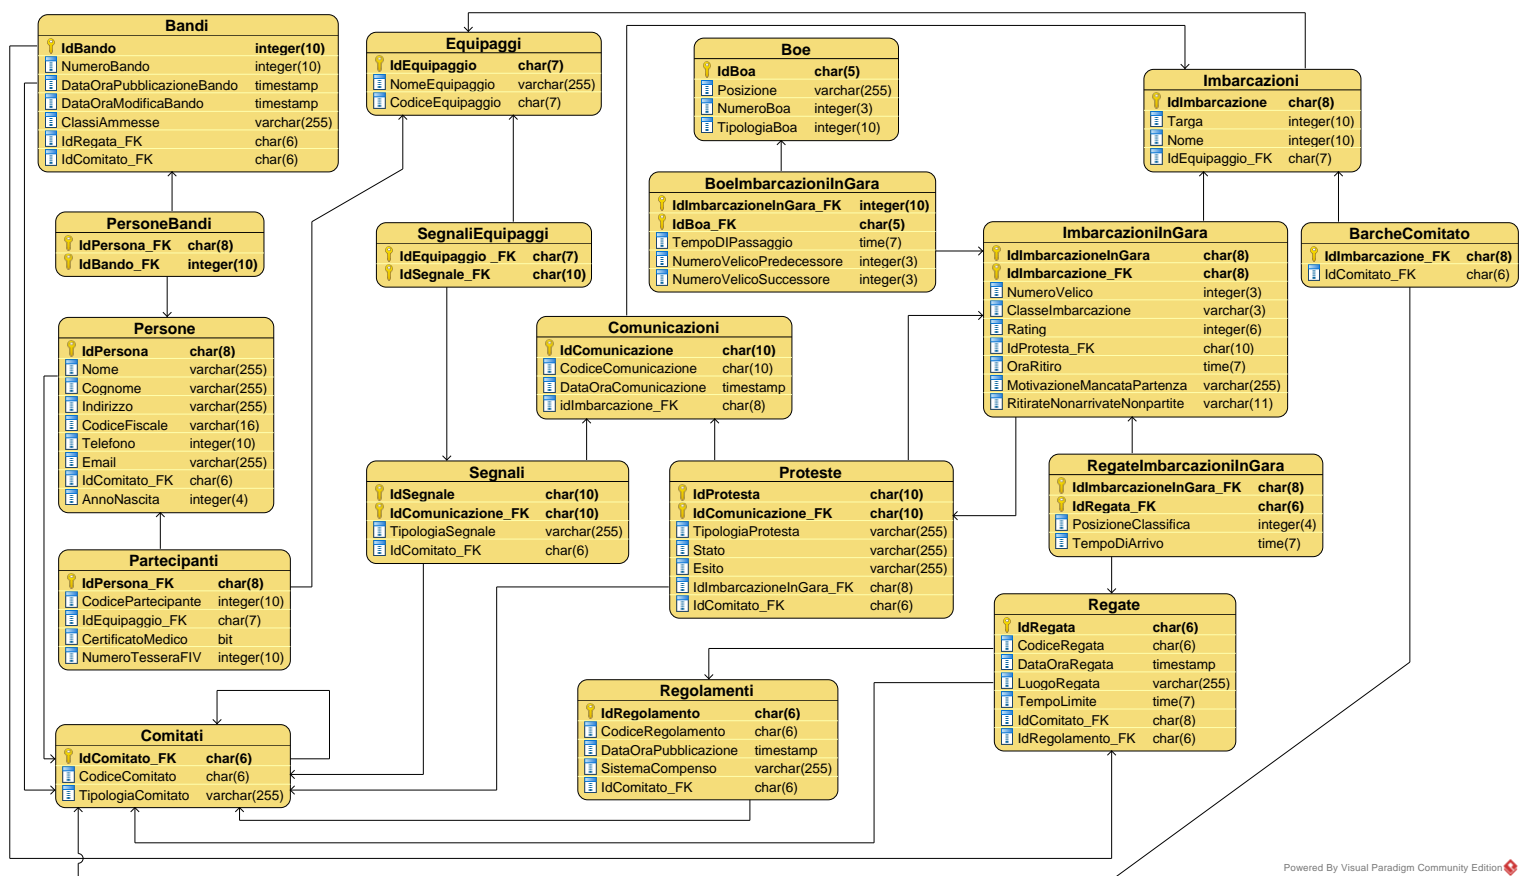 Bandi
IdBando integer(10)
NumeroBando integer(10)
DataOraPubblicazioneBando timestamp
DataOraModificaBando timestamp
ClassiAmmesse varchar(255)
IdRegata_FK char(6)
IdComitato_FK char(6)
Equipaggi
IdEquipaggio char(7)
NomeEquipaggio varchar(255)
CodiceEquipaggio char(7)
Boe
IdBoa char(5)
Posizione varchar(255)
NumeroBoa integer(3)
TipologiaBoa integer(10)
Imbarcazioni
IdImbarcazione char(8)
Targa integer(10)
Nome integer(10)
IdEquipaggio_FK char(7)
PersoneBandi
IdPersona_FK char(8)
IdBando_FK integer(10)
SegnaliEquipaggi
IdEquipaggio _FK char(7)
IdSegnale_FK char(10)
BoeImbarcazioniInGara
IdImbarcazioneInGara_FK integer(10)
IdBoa_FK char(5)
TempoDIPassaggio time(7)
NumeroVelicoPredecessore integer(3)
NumeroVelicoSuccessore integer(3)
ImbarcazioniInGara
IdImbarcazioneInGara char(8)
IdImbarcazione_FK char(8)
NumeroVelico integer(3)
ClasseImbarcazione varchar(3)
Rating integer(6)
IdProtesta_FK char(10)
OraRitiro time(7)
MotivazioneMancataPartenza varchar(255)
RitirateNonarrivateNonpartite varchar(11)
BarcheComitato
IdImbarcazione_FK char(8)
IdComitato_FK char(6)
Persone
IdPersona char(8)
Nome varchar(255)
Cognome varchar(255)
Indirizzo varchar(255)
CodiceFiscale varchar(16)
Telefono integer(10)
Email varchar(255)
IdComitato_FK char(6)
AnnoNascita integer(4)
Comunicazioni
IdComunicazione char(10)
CodiceComunicazione char(10)
DataOraComunicazione timestamp
idImbarcazione_FK char(8)
Segnali
IdSegnale char(10)
IdComunicazione_FK char(10)
TipologiaSegnale varchar(255)
IdComitato_FK char(6)
Proteste
IdProtesta char(10)
IdComunicazione_FK char(10)
TipologiaProtesta varchar(255)
Stato varchar(255)
Esito varchar(255)
IdImbarcazioneInGara_FK char(8)
IdComitato_FK char(6)
RegateImbarcazioniInGara
IdImbarcazioneInGara_FK char(8)
IdRegata_FK char(6)
PosizioneClassifica integer(4)
TempoDiArrivo time(7)
Partecipanti
IdPersona_FK char(8)
CodicePartecipante integer(10)
IdEquipaggio_FK char(7)
CertificatoMedico bit
NumeroTesseraFIV integer(10)
Regate
IdRegata char(6)
CodiceRegata char(6)
DataOraRegata timestamp
LuogoRegata varchar(255)
TempoLimite time(7)
IdComitato_FK char(8)
IdRegolamento_FK char(6)
Regolamenti
IdRegolamento char(6)
CodiceRegolamento char(6)
DataOraPubblicazione timestamp
SistemaCompenso varchar(255)
IdComitato_FK char(6)
Comitati
IdComitato_FK char(6)
CodiceComitato char(6)
TipologiaComitato varchar(255)
Powered By Visual Paradigm Community Edition